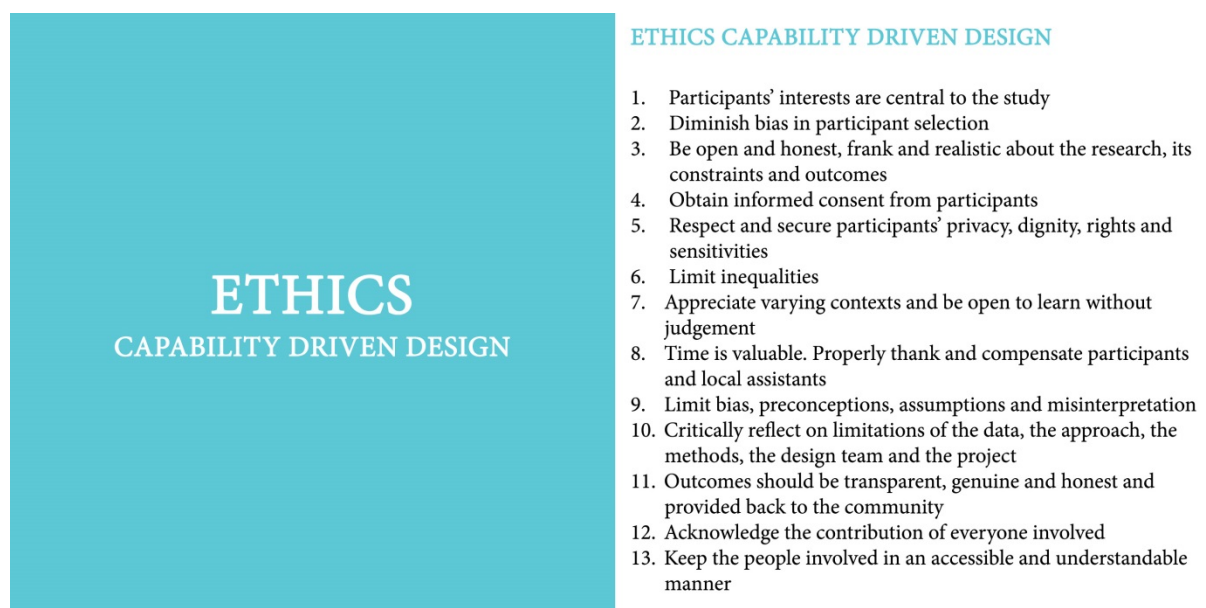 ETHICS
CAPABILITY DRIVEN DESIGN
ETHICS CAPABILITY DRIVEN DESIGN
1. Participants’ interests are central to the study
2. Diminish bias in participant selection
3. Be open and honest, frank and realistic about the research, its
constraints and outcomes
4. Obtain informed consent from participants
5. Respect and secure participants’ privacy, dignity, rights and
sensitivities
6. Limit inequalities
7. Appreciate varying contexts and be open to learn without
judgement
8. Time is valuable. Properly thank and compensate participants
and local assistants
9. Limit bias, preconceptions, assumptions and misinterpretation
10. Critically reflect on limitations of the data, the approach, the
methods, the design team and the project
11. Outcomes should be transparent, genuine and honest and
provided back to the community
12. Acknowledge the contribution of everyone involved
13. Keep the people involved in an accessible and understandable
manner